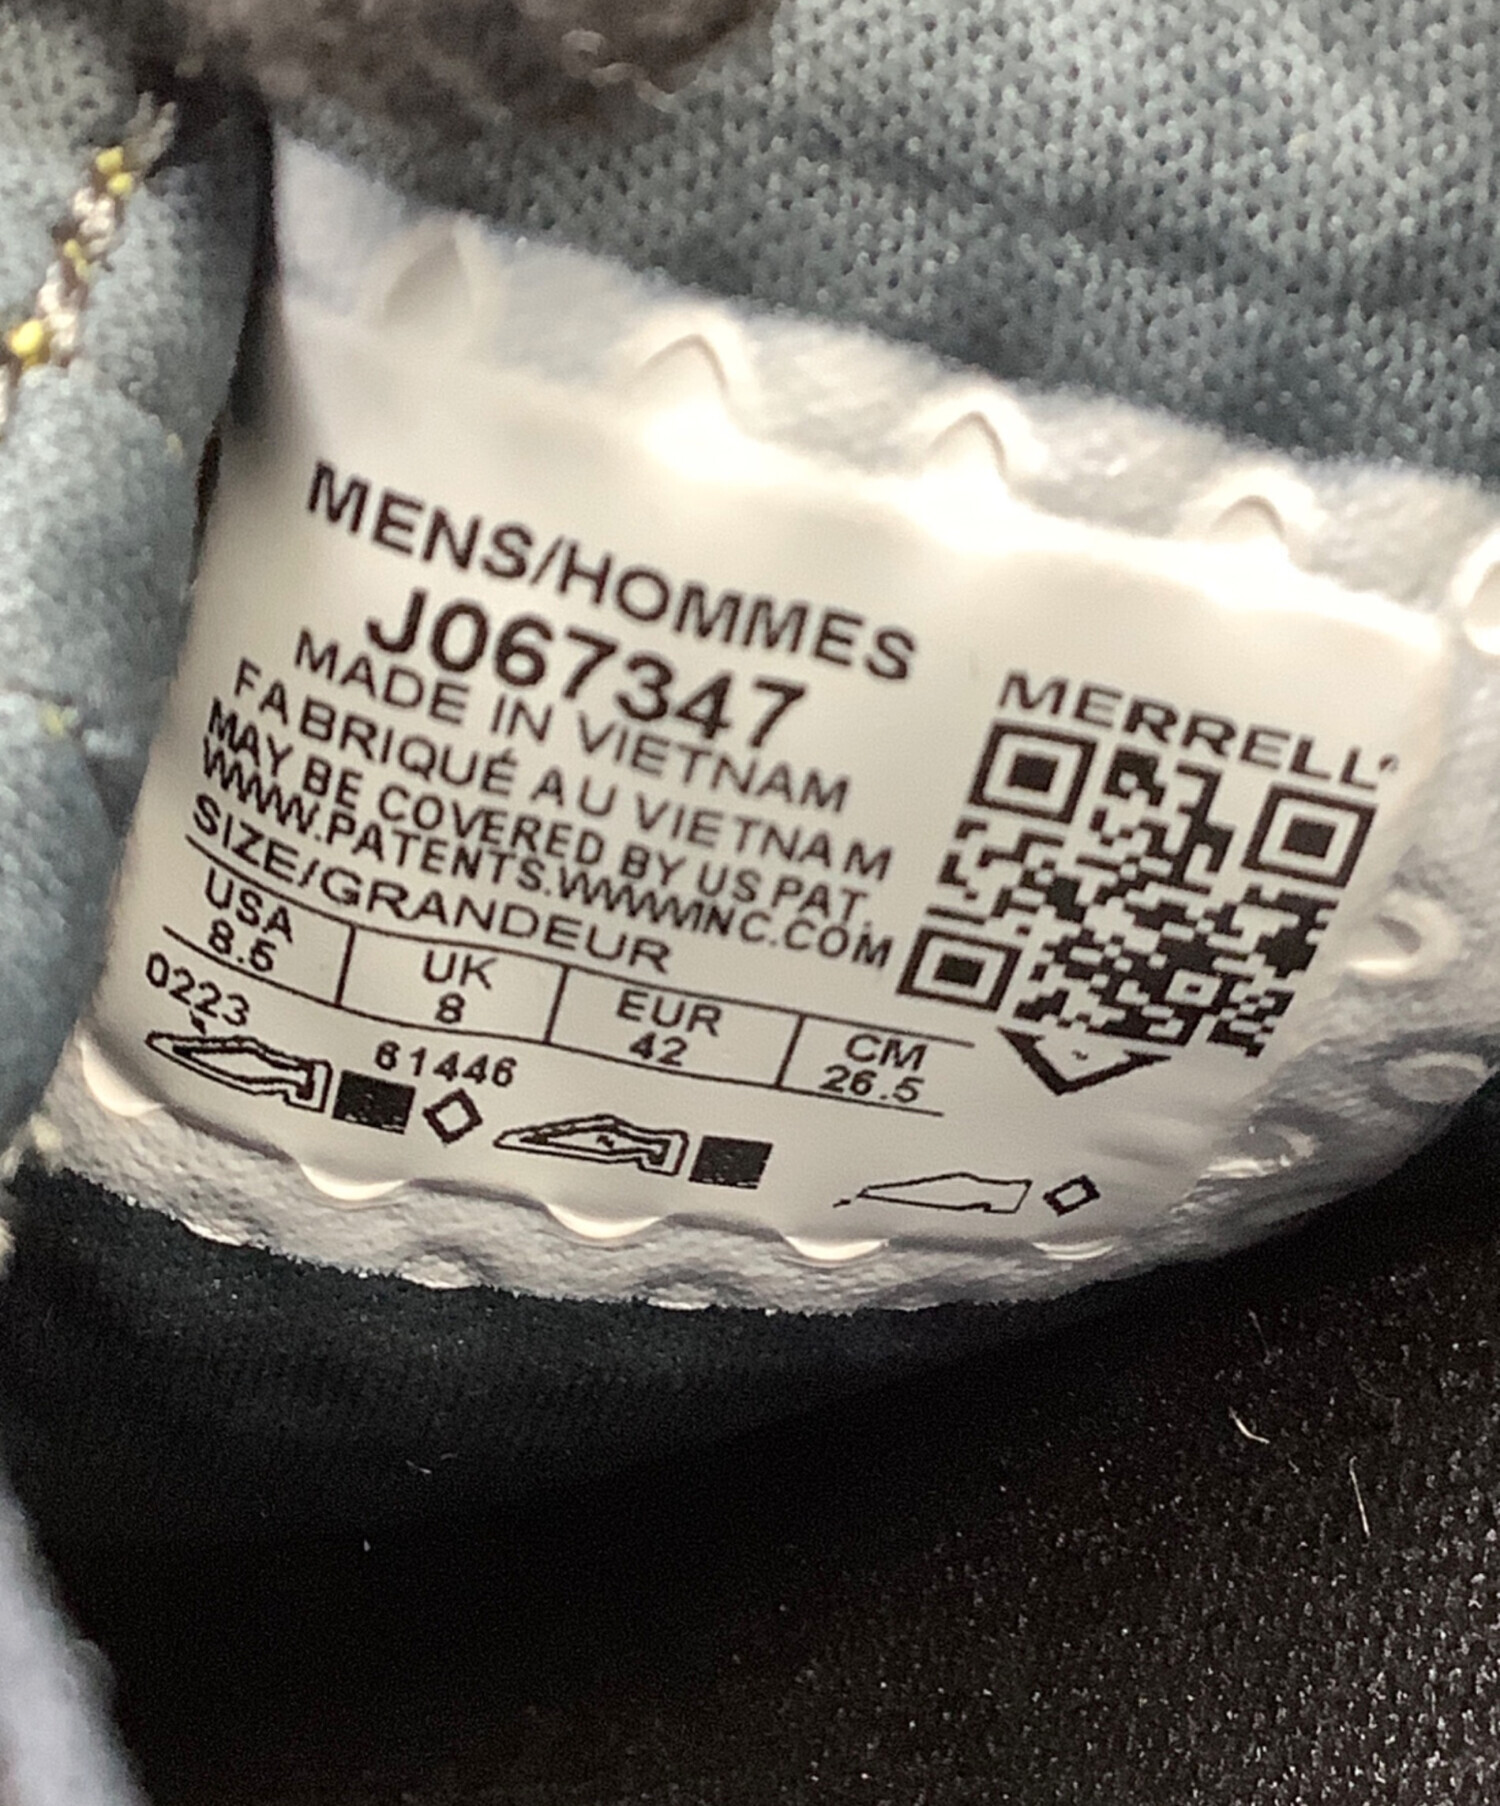 MENS/HOMMES
J067347
MADE IN VIETNAM
FABRIQUÉ AU VIETNAM
MAY BE COVERED BY US PAT.
WWW.PATENTS.WWWINC.COM
SIZE/GRANDEUR
USA UK EUR CM
8.5 8 42 26.5
0223 61446
MERRELL